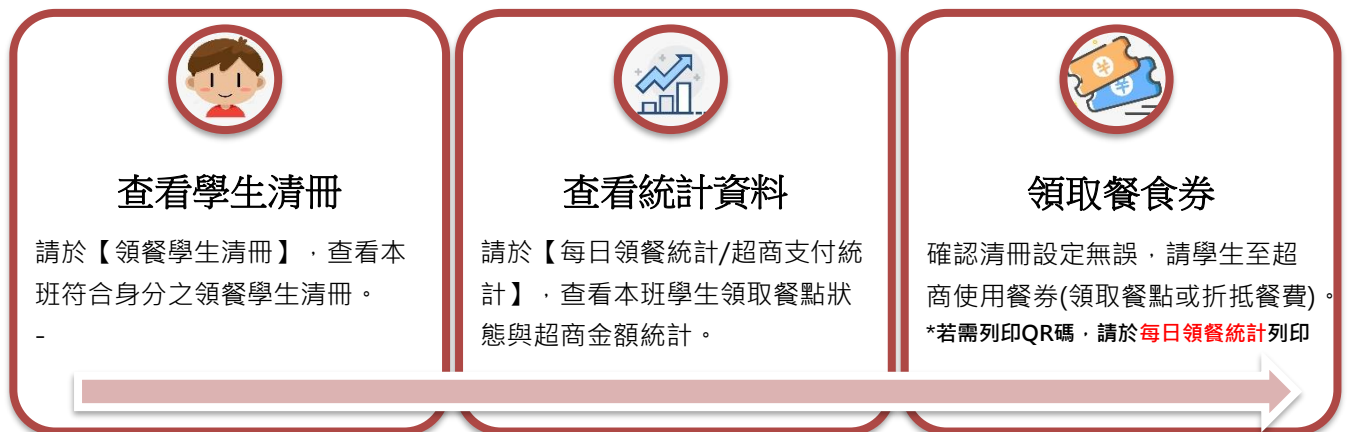 查看學生清冊
請於【領餐學生清冊】，查看本
班符合身分之領餐學生清冊。
-
查看統計資料
請於【每日領餐統計/超商支付統
計】，查看本班學生領取餐點狀
態與超商金額統計。
領取餐食券
確認清冊設定無誤，請學生至超
商使用餐券(領取餐點或折抵餐費)。
*若需列印QR碼，請於每日領餐統計列印